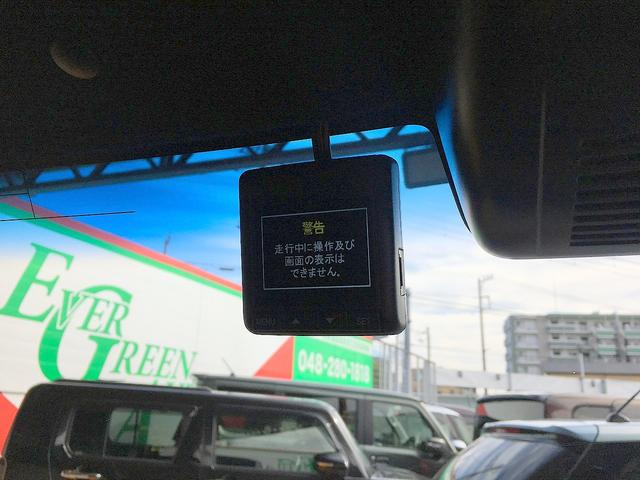 警告
走行中に操作及び
画面の表示は
できません。
MENU
EVER
GREEN
048-280-1818